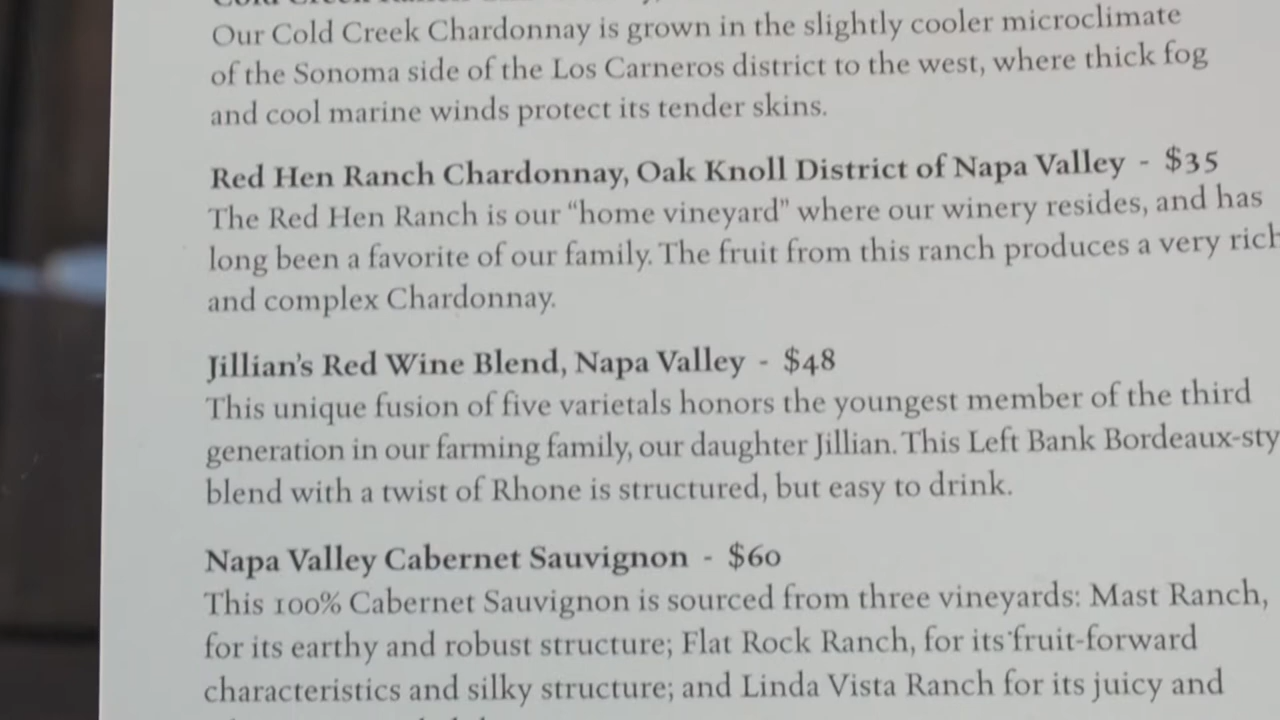 Our Cold Creek Chardonnay is grown in the slightly cooler microclimate
of the Sonoma side of the Los Carneros district to the west, where thick fog
and cool marine winds protect its tender skins.
Red Hen Ranch Chardonnay, Oak Knoll District of Napa Valley - $35
The Red Hen Ranch is our “home vineyard” where our winery resides, and has
long been a favorite of our family. The fruit from this ranch produces a very rich
and complex Chardonnay.
Jillian’s Red Wine Blend, Napa Valley - $48
This unique fusion of five varietals honors the youngest member of the third
generation in our farming family, our daughter Jillian. This Left Bank Bordeaux-sty
blend with a twist of Rhone is structured, but easy to drink.
Napa Valley Cabernet Sauvignon - $60
This 100% Cabernet Sauvignon is sourced from three vineyards: Mast Ranch,
for its earthy and robust structure; Flat Rock Ranch, for its fruit-forward
characteristics and silky structure; and Linda Vista Ranch for its juicy and